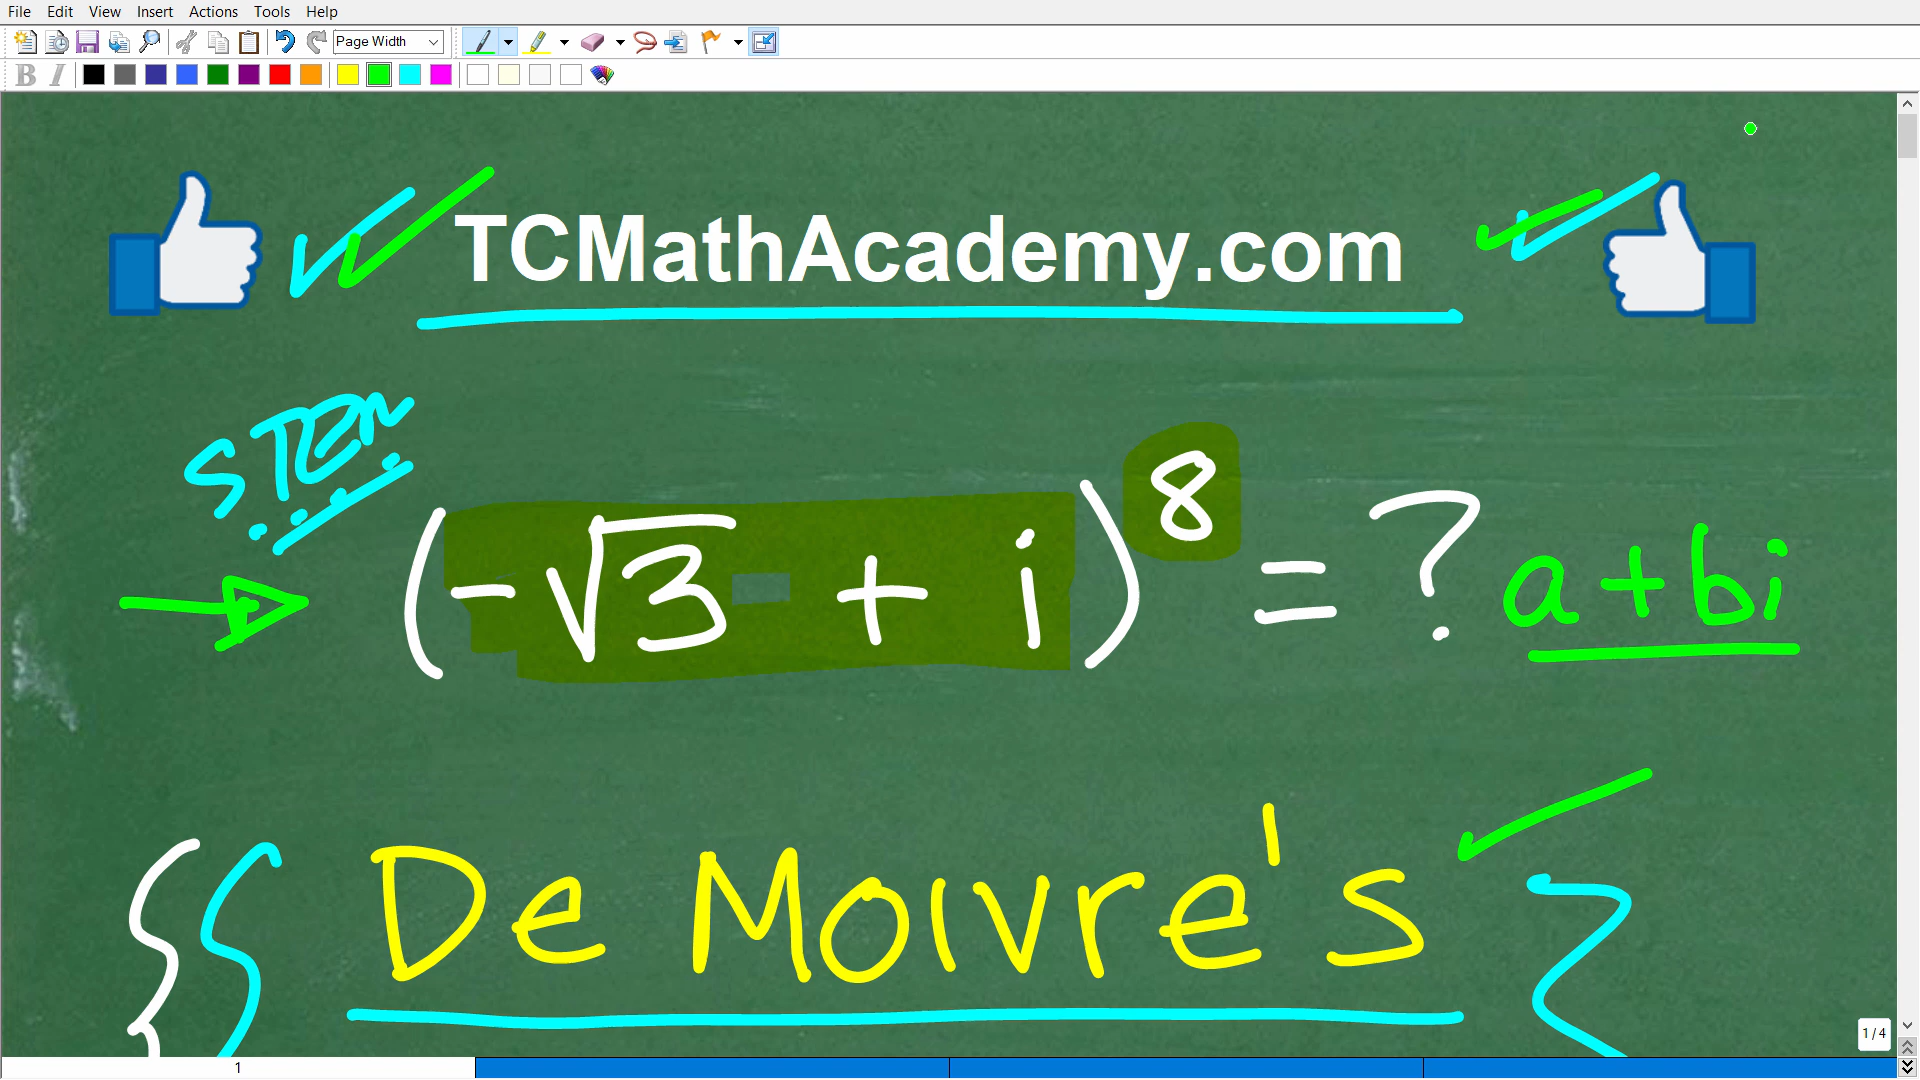 File Edit View Insert Actions Tools Help
Page Width
B I
TCMathAcademy.com
STEM
(-√3 + i)⁸ = ? a+bi
De Moivre's
1 / 4
1